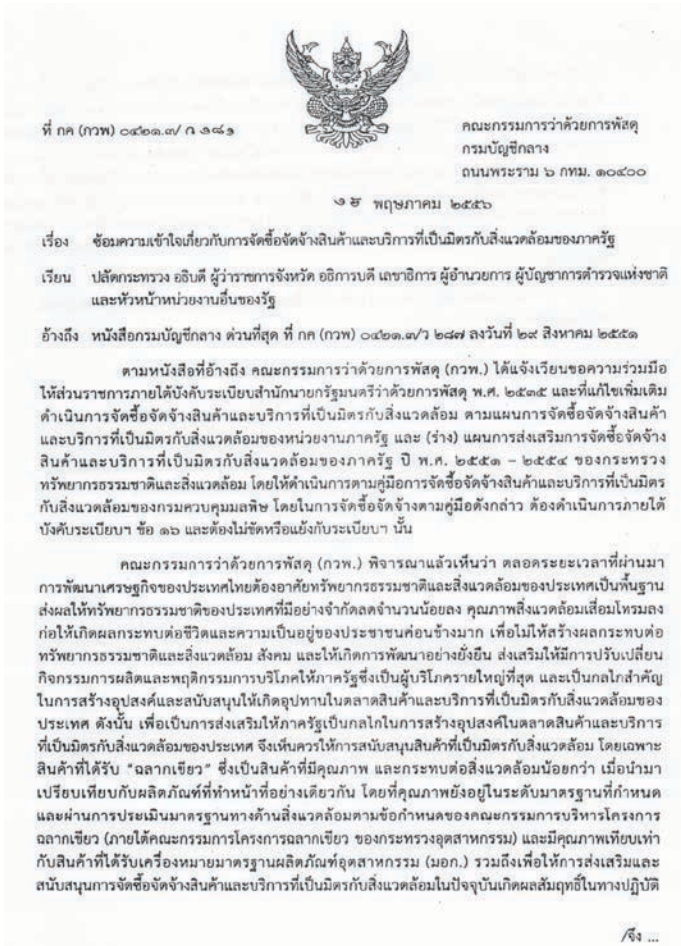 ที่ กค (กวพ) ๐๔๒๑.๓/ว ๑๘๑
คณะกรรมการว่าด้วยการพัสดุ
กรมบัญชีกลาง
ถนนพระราม ๖ กทม. ๑๐๔๐๐
พฤษภาคม ๒๕๕๖
เรื่อง ซ้อมความเข้าใจเกี่ยวกับการจัดซื้อจัดจ้างสินค้าและบริการที่เป็นมิตรกับสิ่งแวดล้อมของภาครัฐ
เรียน ปลัดกระทรวง อธิบดี ผู้ว่าราชการจังหวัด อธิการบดี เลขาธิการ ผู้อำนวยการ ผู้บัญชาการตำรวจแห่งชาติ
และหัวหน้าหน่วยงานอื่นของรัฐ
อ้างถึง หนังสือกรมบัญชีกลาง ด่วนที่สุด ที่ กค (กวพ) ๐๔๒๑.๓/ว ๒๘๗ ลงวันที่ ๒๙ สิงหาคม ๒๕๕๑
ตามหนังสือที่อ้างถึง คณะกรรมการว่าด้วยการพัสดุ (กวพ.) ได้แจ้งเวียนขอความร่วมมือ
ให้ส่วนราชการภายใต้บังคับระเบียบสำนักนายกรัฐมนตรีว่าด้วยการพัสดุ พ.ศ. ๒๕๓๕ และที่แก้ไขเพิ่มเติม
ดำเนินการจัดซื้อจัดจ้างสินค้าและบริการที่เป็นมิตรกับสิ่งแวดล้อม ตามแผนการจัดซื้อจัดจ้างสินค้า
และบริการที่เป็นมิตรกับสิ่งแวดล้อมของหน่วยงานภาครัฐ และ (ร่าง) แผนการส่งเสริมการจัดซื้อจัดจ้าง
สินค้าและบริการที่เป็นมิตรกับสิ่งแวดล้อมของภาครัฐ ปี พ.ศ. ๒๕๕๑ – ๒๕๕๔ ของกระทรวง
ทรัพยากรธรรมชาติและสิ่งแวดล้อม โดยให้ดำเนินการตามคู่มือการจัดซื้อจัดจ้างสินค้าและบริการที่เป็นมิตร
กับสิ่งแวดล้อมของกรมควบคุมมลพิษ โดยในการจัดซื้อจัดจ้างตามคู่มือดังกล่าว ต้องดำเนินการภายใต้
บังคับระเบียบฯ ข้อ ๑๖ และต้องไม่ขัดหรือแย้งกับระเบียบฯ นั้น
คณะกรรมการว่าด้วยการพัสดุ (กวพ.) พิจารณาแล้วเห็นว่า ตลอดระยะเวลาที่ผ่านมา
การพัฒนาเศรษฐกิจของประเทศไทยต้องอาศัยทรัพยากรธรรมชาติและสิ่งแวดล้อมของประเทศเป็นพื้นฐาน
ส่งผลให้ทรัพยากรธรรมชาติของประเทศที่มีอย่างจำกัดลดจำนวนน้อยลง คุณภาพสิ่งแวดล้อมเสื่อมโทรมลง
ก่อให้เกิดผลกระทบต่อชีวิตและความเป็นอยู่ของประชาชนค่อนข้างมาก เพื่อไม่ให้สร้างผลกระทบต่อ
ทรัพยากรธรรมชาติและสิ่งแวดล้อม สังคม และให้เกิดการพัฒนาอย่างยั่งยืน ส่งเสริมให้มีการปรับเปลี่ยน
กิจกรรมการผลิตและพฤติกรรมการบริโภคให้ภาครัฐซึ่งเป็นผู้บริโภครายใหญ่ที่สุด และเป็นกลไกสำคัญ
ในการสร้างอุปสงค์และสนับสนุนให้เกิดอุปทานในตลาดสินค้าและบริการที่เป็นมิตรกับสิ่งแวดล้อมของ
ประเทศ ดังนั้น เพื่อเป็นการส่งเสริมให้ภาครัฐเป็นกลไกในการสร้างอุปสงค์ในตลาดสินค้าและบริการ
ที่เป็นมิตรกับสิ่งแวดล้อมของประเทศ จึงเห็นควรให้การสนับสนุนสินค้าที่เป็นมิตรกับสิ่งแวดล้อม โดยเฉพาะ
สินค้าที่ได้รับ “ฉลากเขียว” ซึ่งเป็นสินค้าที่มีคุณภาพ และกระทบต่อสิ่งแวดล้อมน้อยกว่า เมื่อนำมา
เปรียบเทียบกับผลิตภัณฑ์ที่ทำหน้าที่อย่างเดียวกัน โดยที่คุณภาพยังอยู่ในระดับมาตรฐานที่กำหนด
และผ่านการประเมินมาตรฐานทางด้านสิ่งแวดล้อมตามข้อกำหนดของคณะกรรมการบริหารโครงการ
ฉลากเขียว (ภายใต้คณะกรรมการโครงการฉลากเขียว ของกระทรวงอุตสาหกรรม) และมีคุณภาพเทียบเท่า
กับสินค้าที่ได้รับเครื่องหมายมาตรฐานผลิตภัณฑ์อุตสาหกรรม (มอก.) รวมถึงเพื่อให้การส่งเสริมและ
สนับสนุนการจัดซื้อจัดจ้างสินค้าและบริการที่เป็นมิตรกับสิ่งแวดล้อมในปัจจุบันเกิดผลสัมฤทธิ์ในทางปฏิบัติ
/จึง ...